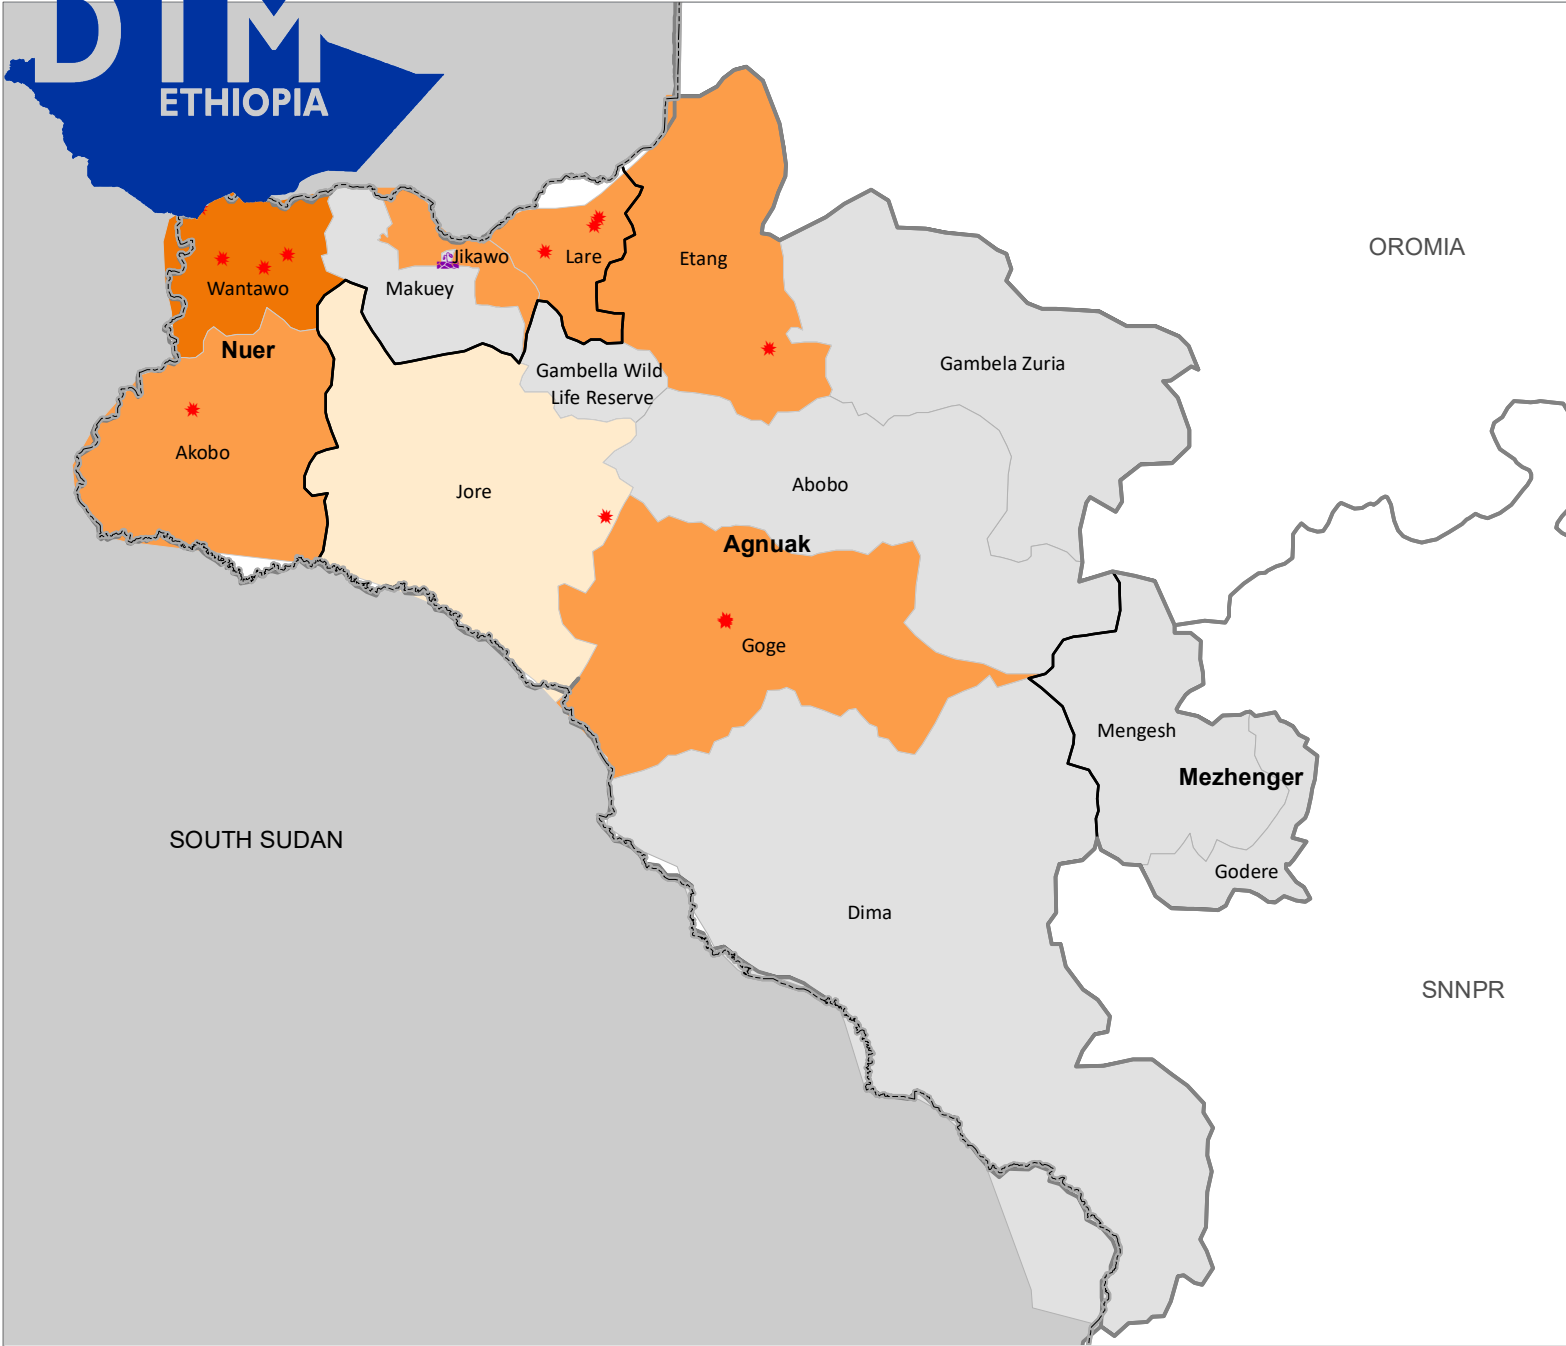 DTM
ETHIOPIA
OROMIA
Jikawo
Lare
Etang
Wantawo
Makuey
Nuer
Gambella Wild
Life Reserve
Gambela Zuria
Akobo
Jore
Abobo
Agnuak
Goge
Mengesh
Mezhenger
SOUTH SUDAN
Godere
Dima
SNNPR